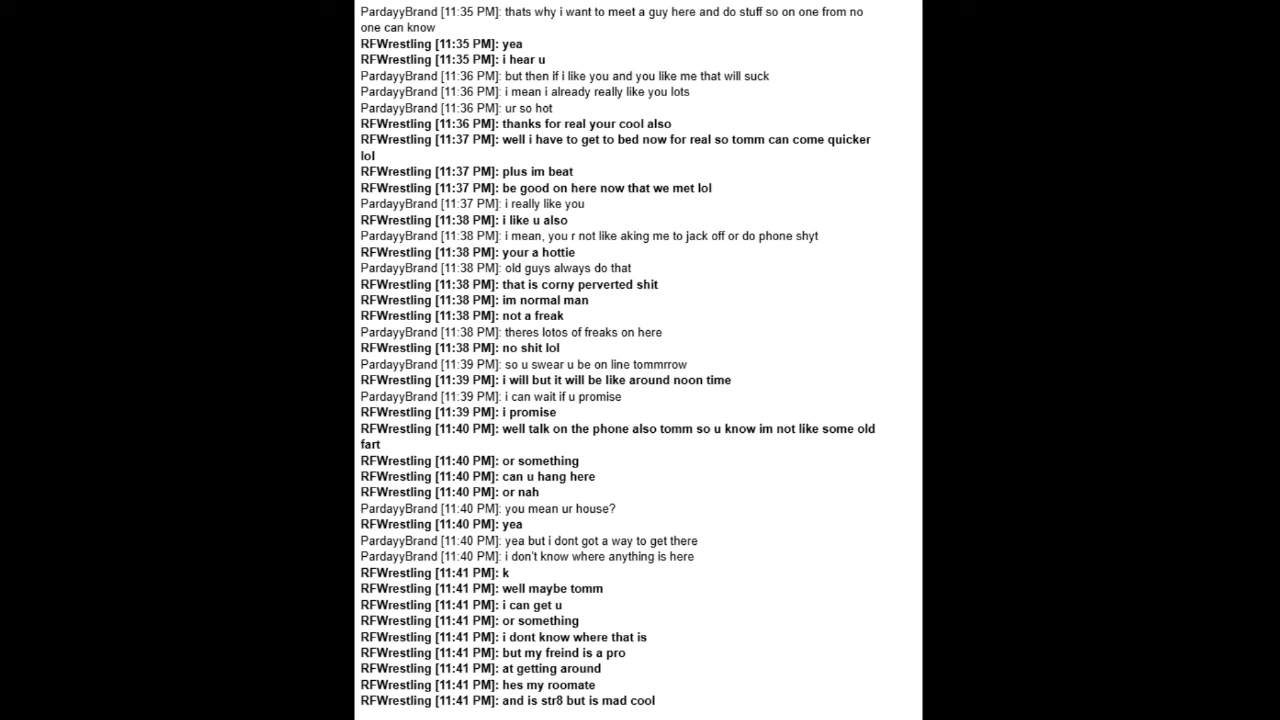 PardayyBrand [11:35 PM]: thats why i want to meet a guy here and do stuff so on one from no
one can know
RFWrestling [11:35 PM]: yea
RFWrestling [11:35 PM]: i hear u
PardayyBrand [11:36 PM]: but then if i like you and you like me that will suck
PardayyBrand [11:36 PM]: i mean i already really like you lots
PardayyBrand [11:36 PM]: ur so hot
RFWrestling [11:36 PM]: thanks for real your cool also
RFWrestling [11:37 PM]: well i have to get to bed now for real so tomm can come quicker
lol
RFWrestling [11:37 PM]: plus im beat
RFWrestling [11:37 PM]: be good on here now that we met lol
PardayyBrand [11:37 PM]: i really like you
RFWrestling [11:38 PM]: i like u also
PardayyBrand [11:38 PM]: i mean, you r not like aking me to jack off or do phone shyt
RFWrestling [11:38 PM]: your a hottie
PardayyBrand [11:38 PM]: old guys always do that
RFWrestling [11:38 PM]: that is corny perverted shit
RFWrestling [11:38 PM]: im normal man
RFWrestling [11:38 PM]: not a freak
PardayyBrand [11:38 PM]: theres lotos of freaks on here
RFWrestling [11:38 PM]: no shit lol
PardayyBrand [11:39 PM]: so u swear u be on line tommrrow
RFWrestling [11:39 PM]: i will but it will be like around noon time
PardayyBrand [11:39 PM]: i can wait if u promise
RFWrestling [11:39 PM]: i promise
RFWrestling [11:40 PM]: well talk on the phone also tomm so u know im not like some old
fart
RFWrestling [11:40 PM]: or something
RFWrestling [11:40 PM]: can u hang here
RFWrestling [11:40 PM]: or nah
PardayyBrand [11:40 PM]: you mean ur house?
RFWrestling [11:40 PM]: yea
PardayyBrand [11:40 PM]: yea but i dont got a way to get there
PardayyBrand [11:40 PM]: i don't know where anything is here
RFWrestling [11:41 PM]: k
RFWrestling [11:41 PM]: well maybe tomm
RFWrestling [11:41 PM]: i can get u
RFWrestling [11:41 PM]: or something
RFWrestling [11:41 PM]: i dont know where that is
RFWrestling [11:41 PM]: but my freind is a pro
RFWrestling [11:41 PM]: at getting around
RFWrestling [11:41 PM]: hes my roomate
RFWrestling [11:41 PM]: and is str8 but is mad cool